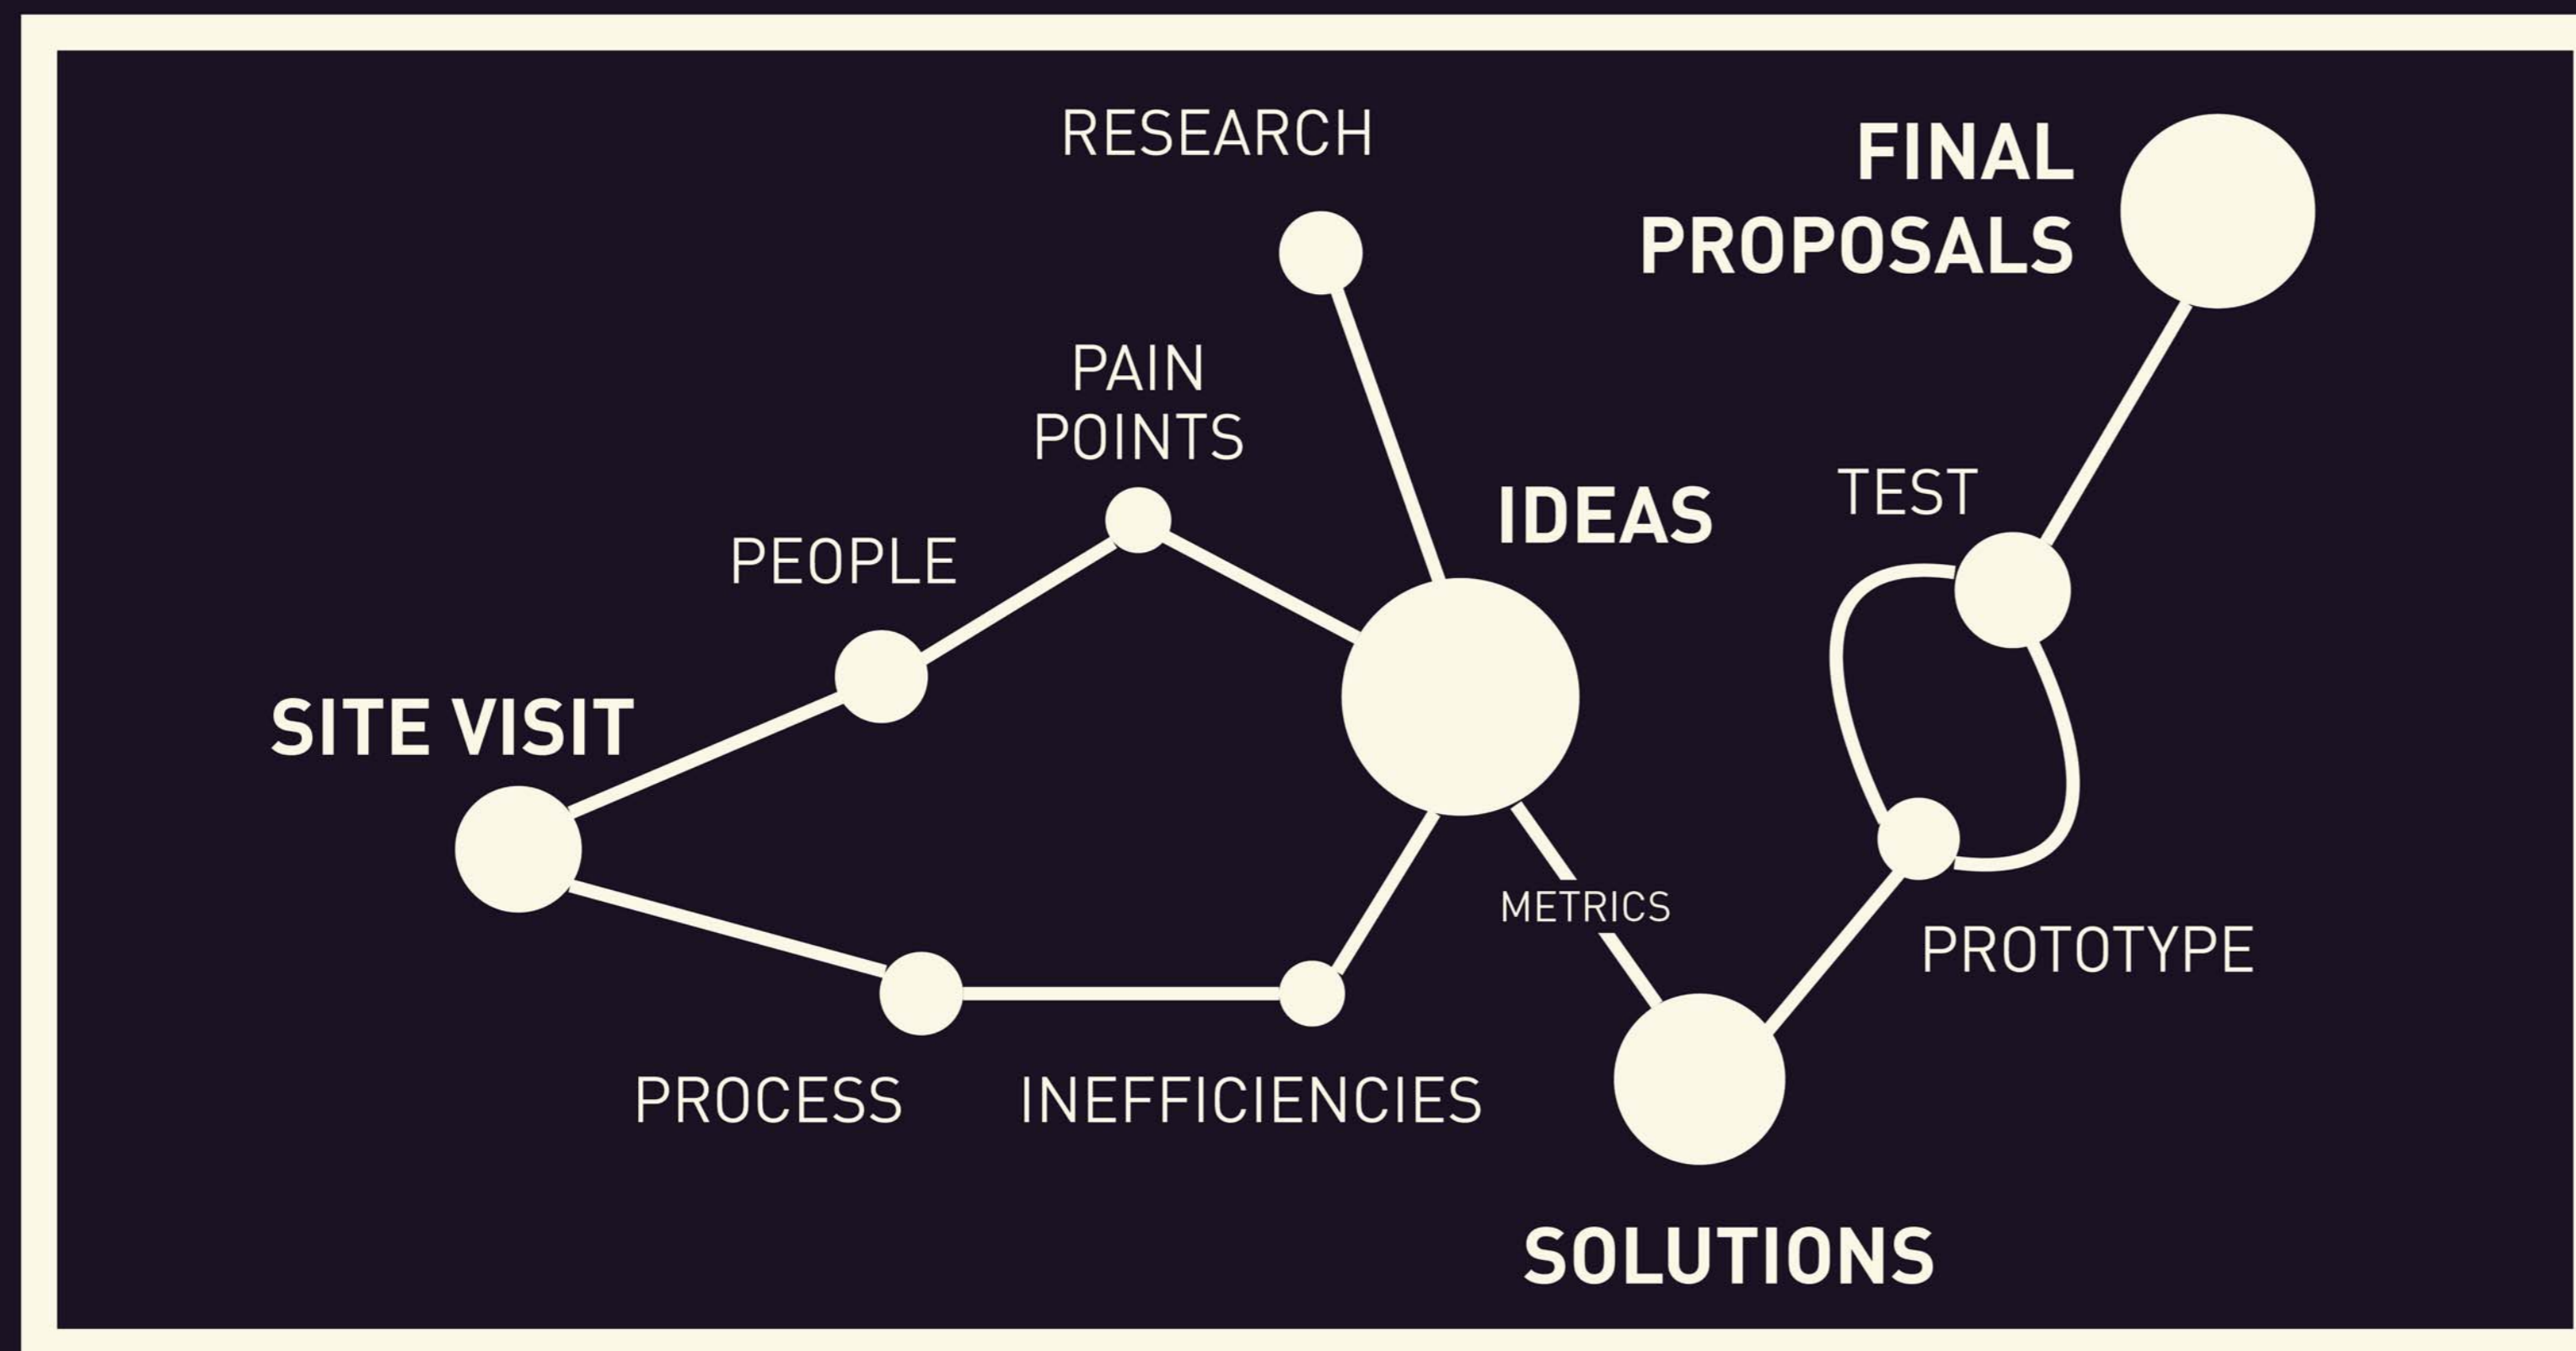 RESEARCH
FINAL
PROPOSALS
PAIN
POINTS
IDEAS
TEST
PEOPLE
SITE VISIT
METRICS
PROTOTYPE
PROCESS
INEFFICIENCIES
SOLUTIONS